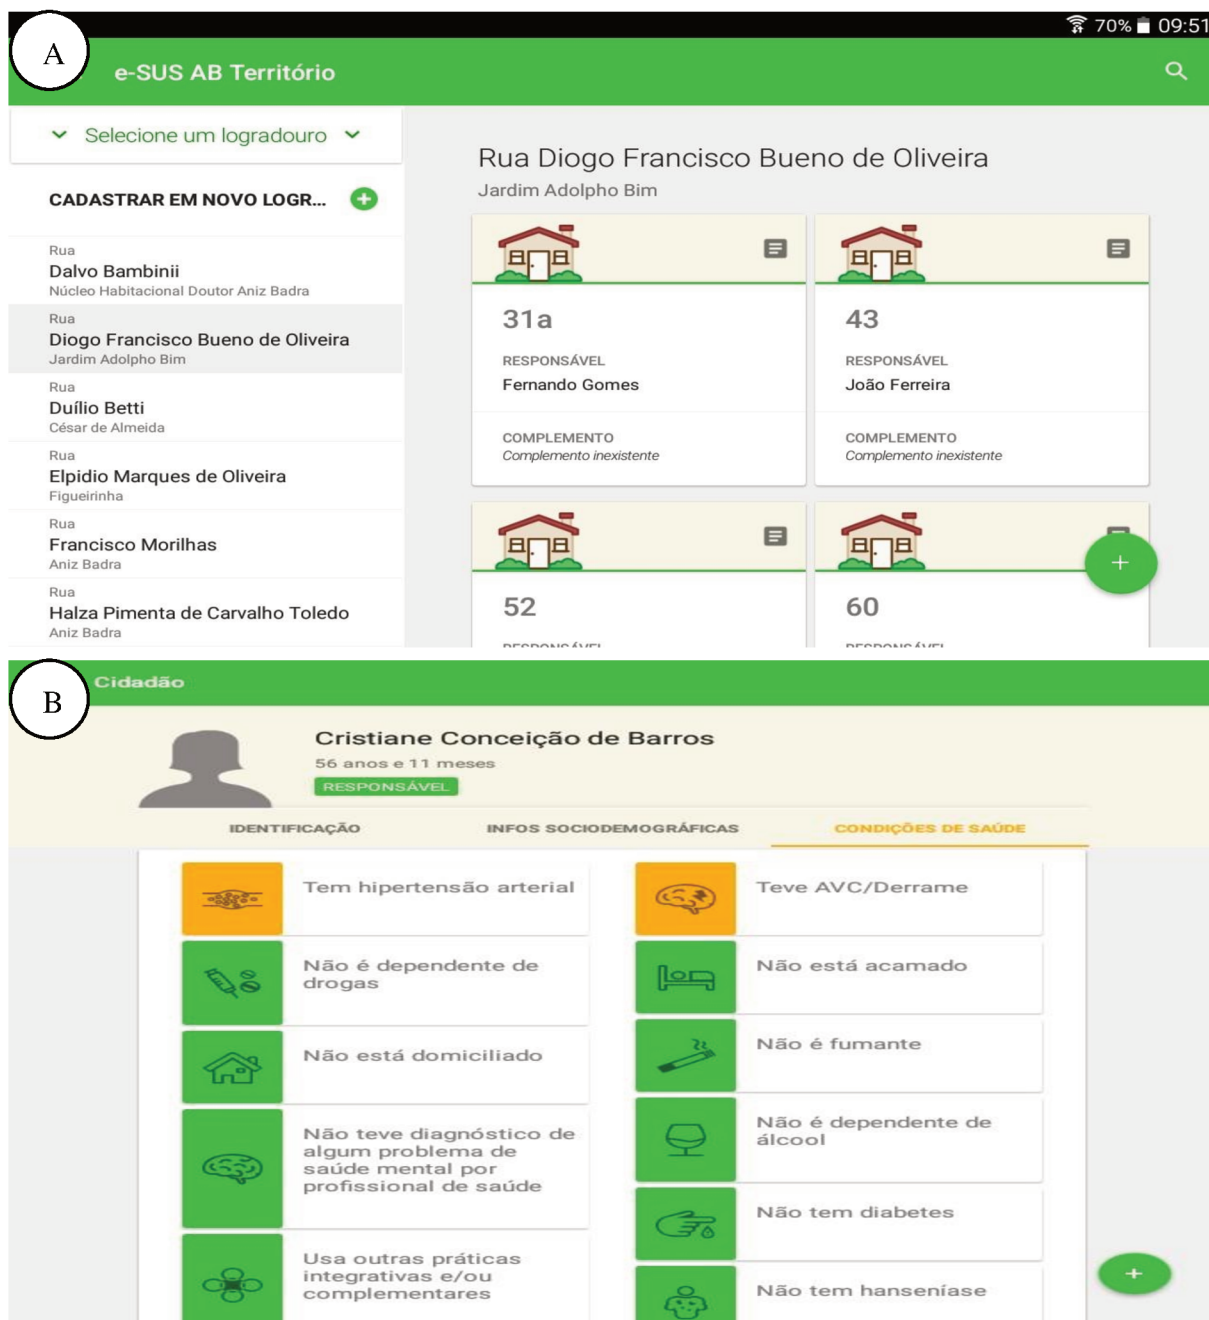 70% 09:51
A
e-SUS AB Território
Selecione um logradouro
CADASTRAR EM NOVO LOGR...
Rua
Dalvo Bambinii
Núcleo Habitacional Doutor Aniz Badra
Rua
Diogo Francisco Bueno de Oliveira
Jardim Adolpho Bim
Rua
Duílio Betti
César de Almeida
Rua
Elpidio Marques de Oliveira
Figueirinha
Rua
Francisco Morilhas
Aniz Badra
Rua
Halza Pimenta de Carvalho Toledo
Aniz Badra
Rua Diogo Francisco Bueno de Oliveira
Jardim Adolpho Bim
31a
RESPONSÁVEL
Fernando Gomes
COMPLEMENTO
Complemento inexistente
43
RESPONSÁVEL
João Ferreira
COMPLEMENTO
Complemento inexistente
52
RESPONSÁVEL
60
RESPONSÁVEL
B
Cidadão
Cristiane Conceição de Barros
56 anos e 11 meses
RESPONSÁVEL
IDENTIFICAÇÃO
INFOS SOCIODEMOGRÁFICAS
CONDIÇÕES DE SAÚDE
Tem hipertensão arterial
Não é dependente de
drogas
Não está domiciliado
Não teve diagnóstico de
algum problema de
saúde mental por
profissional de saúde
Usa outras práticas
integrativas e/ou
complementares
Teve AVC/Derrame
Não está acamado
Não é fumante
Não é dependente de
álcool
Não tem diabetes
Não tem hanseníase